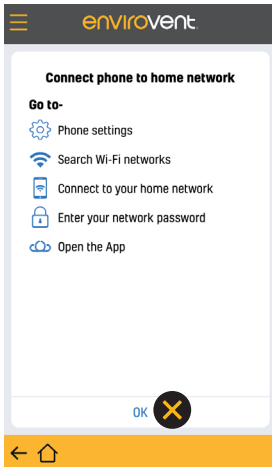 envirovent
Connect phone to home network
Go to-
Phone settings
Search Wi-Fi networks
Connect to your home network
Enter your network password
Open the App
OK